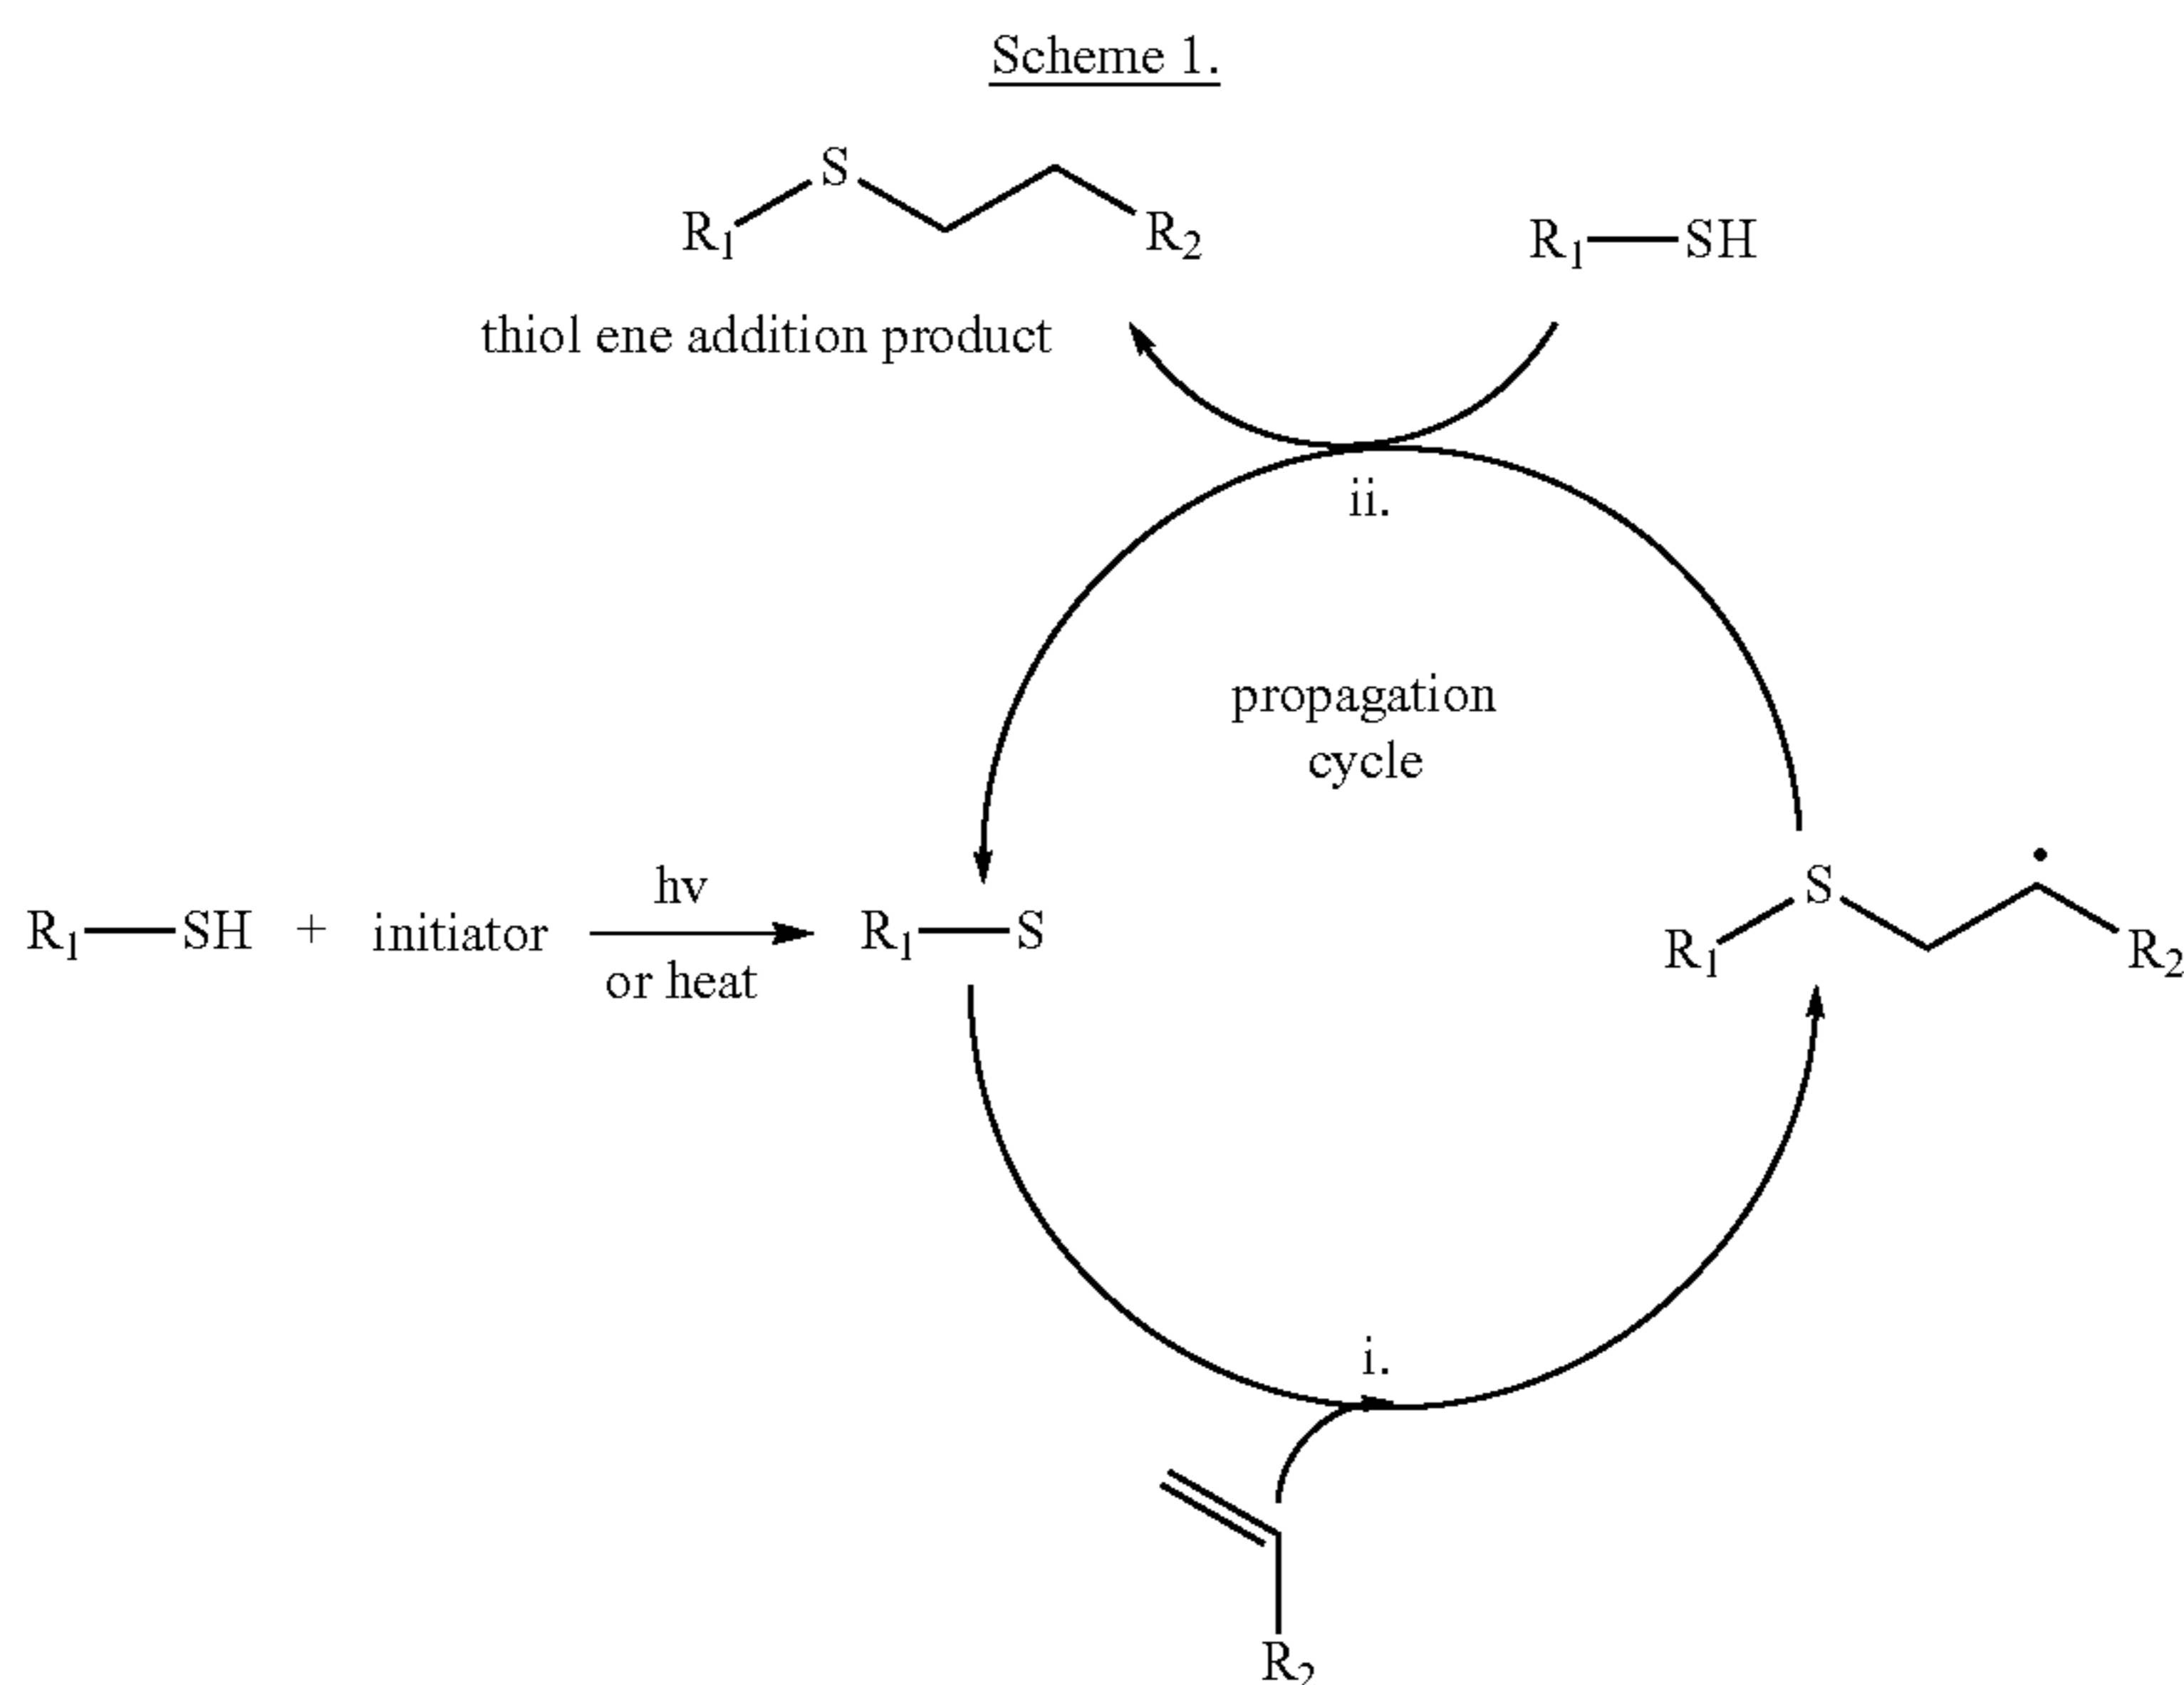 Scheme 1.
R₁ S R₂
thiol ene addition product
R₁—SH
ii.
propagation
cycle
R₁—SH + initiator
hv
or heat
R₁—S
R₁ S R₂
i.
R₂